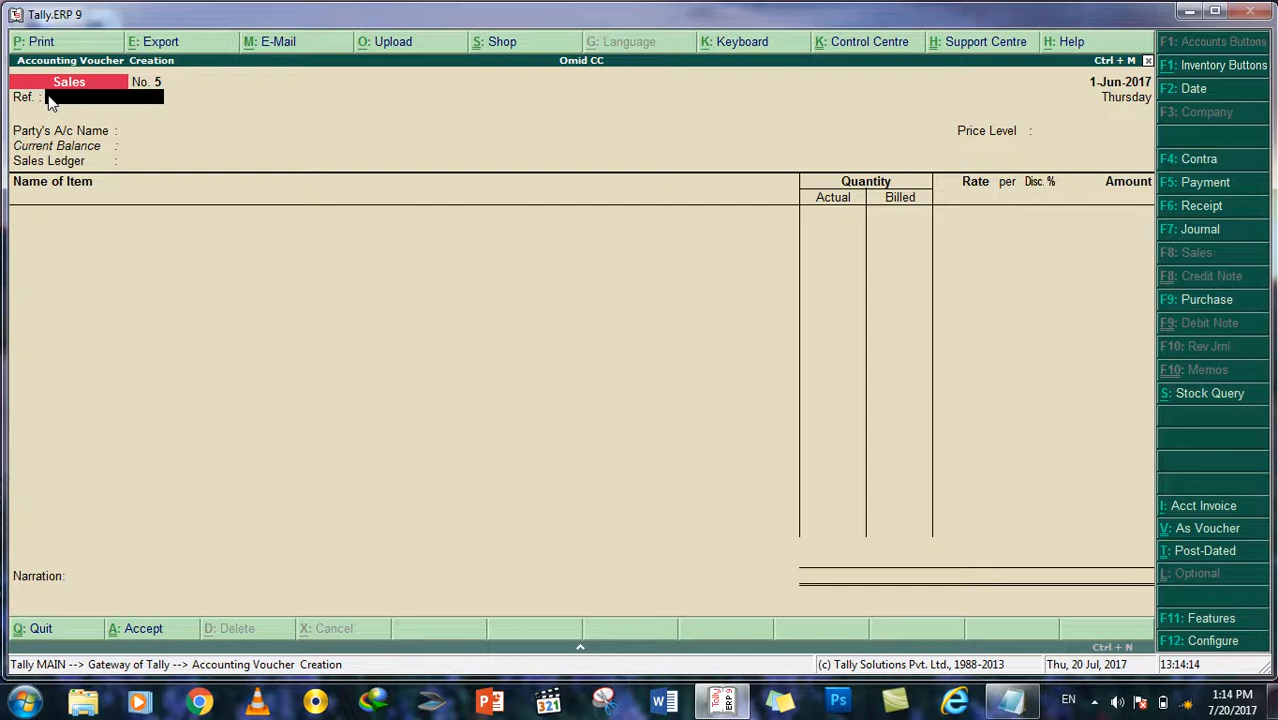 Tally.ERP 9
P: Print E: Export M: E-Mail O: Upload S: Shop G: Language K: Keyboard K: Control Centre H: Support Centre H: Help
F1: Accounts Buttons
Accounting Voucher Creation Omid CC Ctrl + M
F1: Inventory Buttons
Sales No. 5 1-Jun-2017
F2: Date
Ref. : Thursday
F3: Company
Party's A/c Name : Price Level :
Current Balance :
Sales Ledger :
F4: Contra
Name of Item Quantity Rate per Disc. % Amount
F5: Payment
Actual Billed
F6: Receipt
F7: Journal
F8: Sales
F8: Credit Note
F9: Purchase
F9: Debit Note
F10: Rev Jrnl
F10: Memos
S: Stock Query
I: Acct Invoice
V: As Voucher
T: Post-Dated
L: Optional
Narration:
F11: Features
Q: Quit A: Accept D: Delete X: Cancel
F12: Configure
Ctrl + N
Tally MAIN --> Gateway of Tally --> Accounting Voucher Creation (c) Tally Solutions Pvt. Ltd., 1988-2013 Thu, 20 Jul, 2017 13:14:14
321 W Tally ERP 9 Ps EN 1:14 PM
7/20/2017